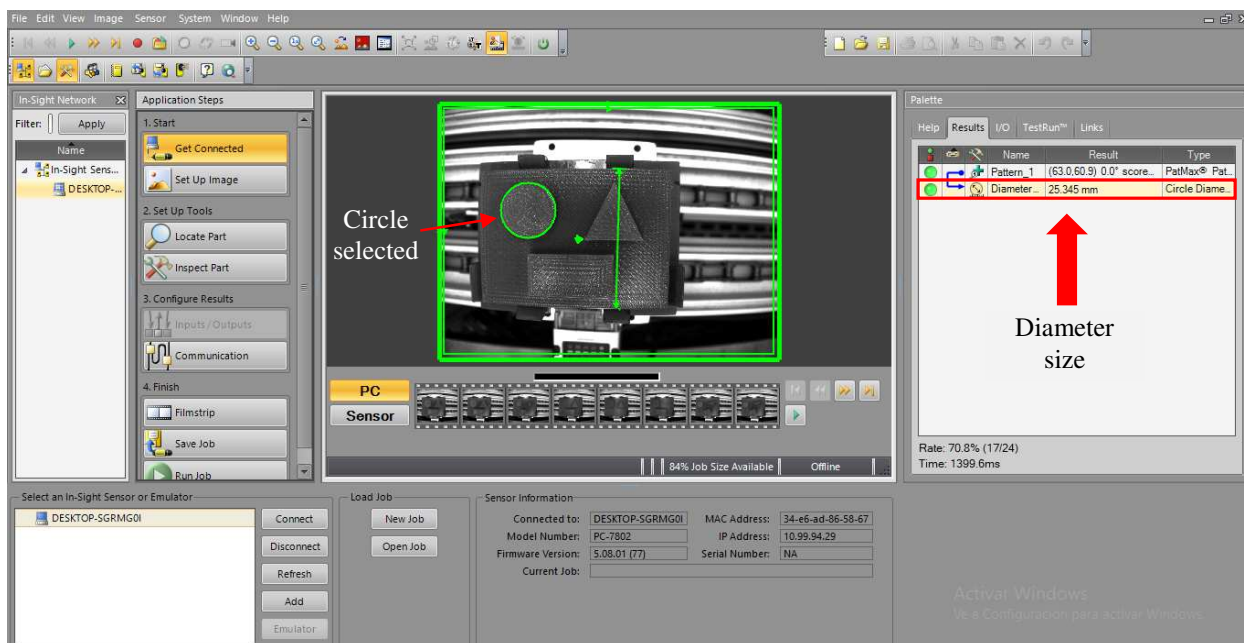 File Edit View Image Sensor System Window Help
In-Sight Network
Filter:
Apply
Name
In-Sight Sens...
DESKTOP-...
Application Steps
1. Start
Get Connected
Set Up Image
2. Set Up Tools
Locate Part
Inspect Part
3. Configure Results
Inputs/Outputs
Communication
4. Finish
Filmstrip
Save Job
Run Job
Circle
selected
PC
Sensor
84% Job Size Available Offline
Palette
Help Results I/O TestRun™ Links
Name Result Type
Pattern_1 (63.0,60.9) 0.0° score... PatMax® Pat...
Diameter... 25.345 mm Circle Diame...
Diameter
size
Rate: 70.8% (17/24)
Time: 1399.6ms
Select an In-Sight Sensor or Emulator
DESKTOP-SGRMG0I
Connect
Disconnect
Refresh
Add
Emulator
Load Job
New Job
Open Job
Sensor Information
Connected to: DESKTOP-SGRMG0I MAC Address: 34-e6-ad-86-58-67
Model Number: PC-7802 IP Address: 10.99.94.29
Firmware Version: 5.08.01 (77) Serial Number: NA
Current Job:
Activar Windows
Ve a Configuración para activar Windows.